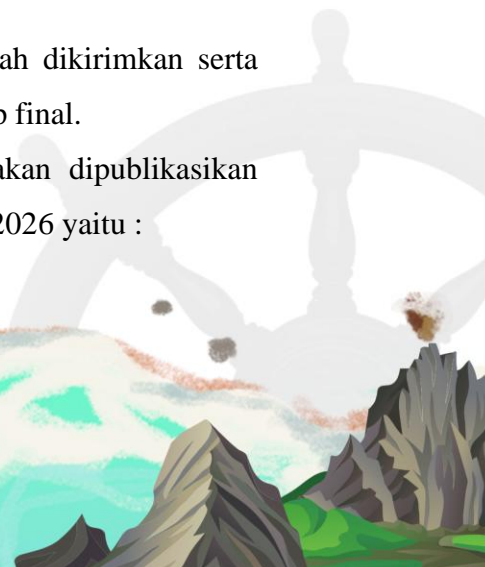 ah dikirimkan serta
final.
akan dipublikasikan
2026 yaitu :